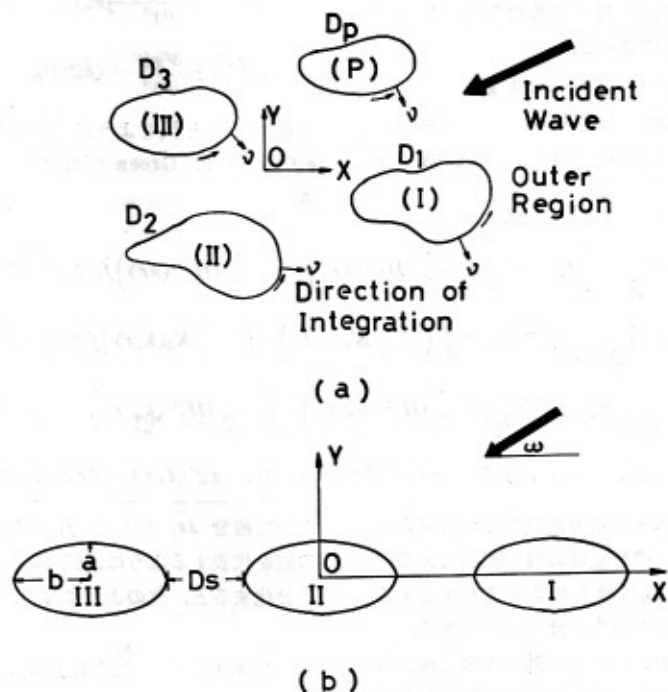 Dp
(P)
ν
Incident
Wave
D3
(III)
ν
Y
O
X
D1
(I)
ν
Outer
Region
D2
(II)
ν
Direction of
Integration
(a)
ω
Y
O
X
a
b
III
Ds
II
I
(b)